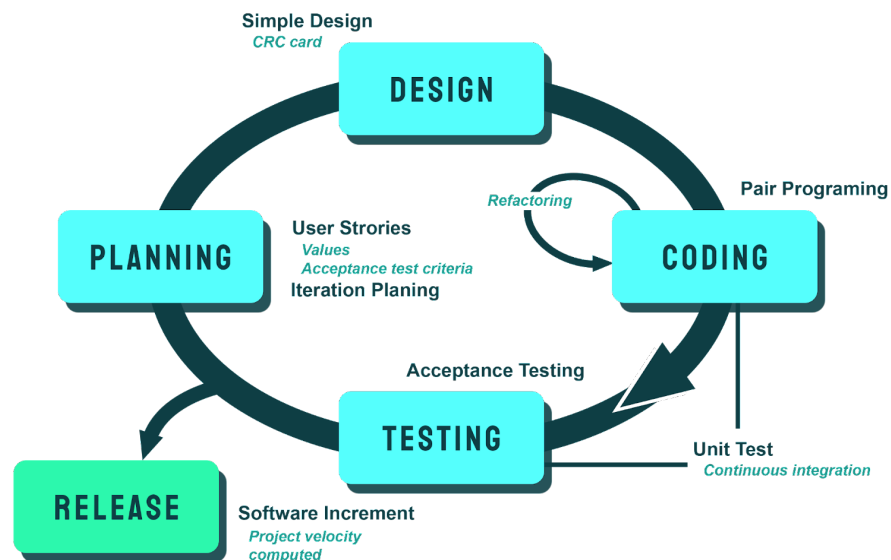 Simple Design
CRC card
DESIGN
Pair Programing
Refactoring
User Strories
Values
Acceptance test criteria
Iteration Planing
PLANNING
CODING
Acceptance Testing
TESTING
Unit Test
Continuous integration
RELEASE
Software Increment
Project velocity
computed